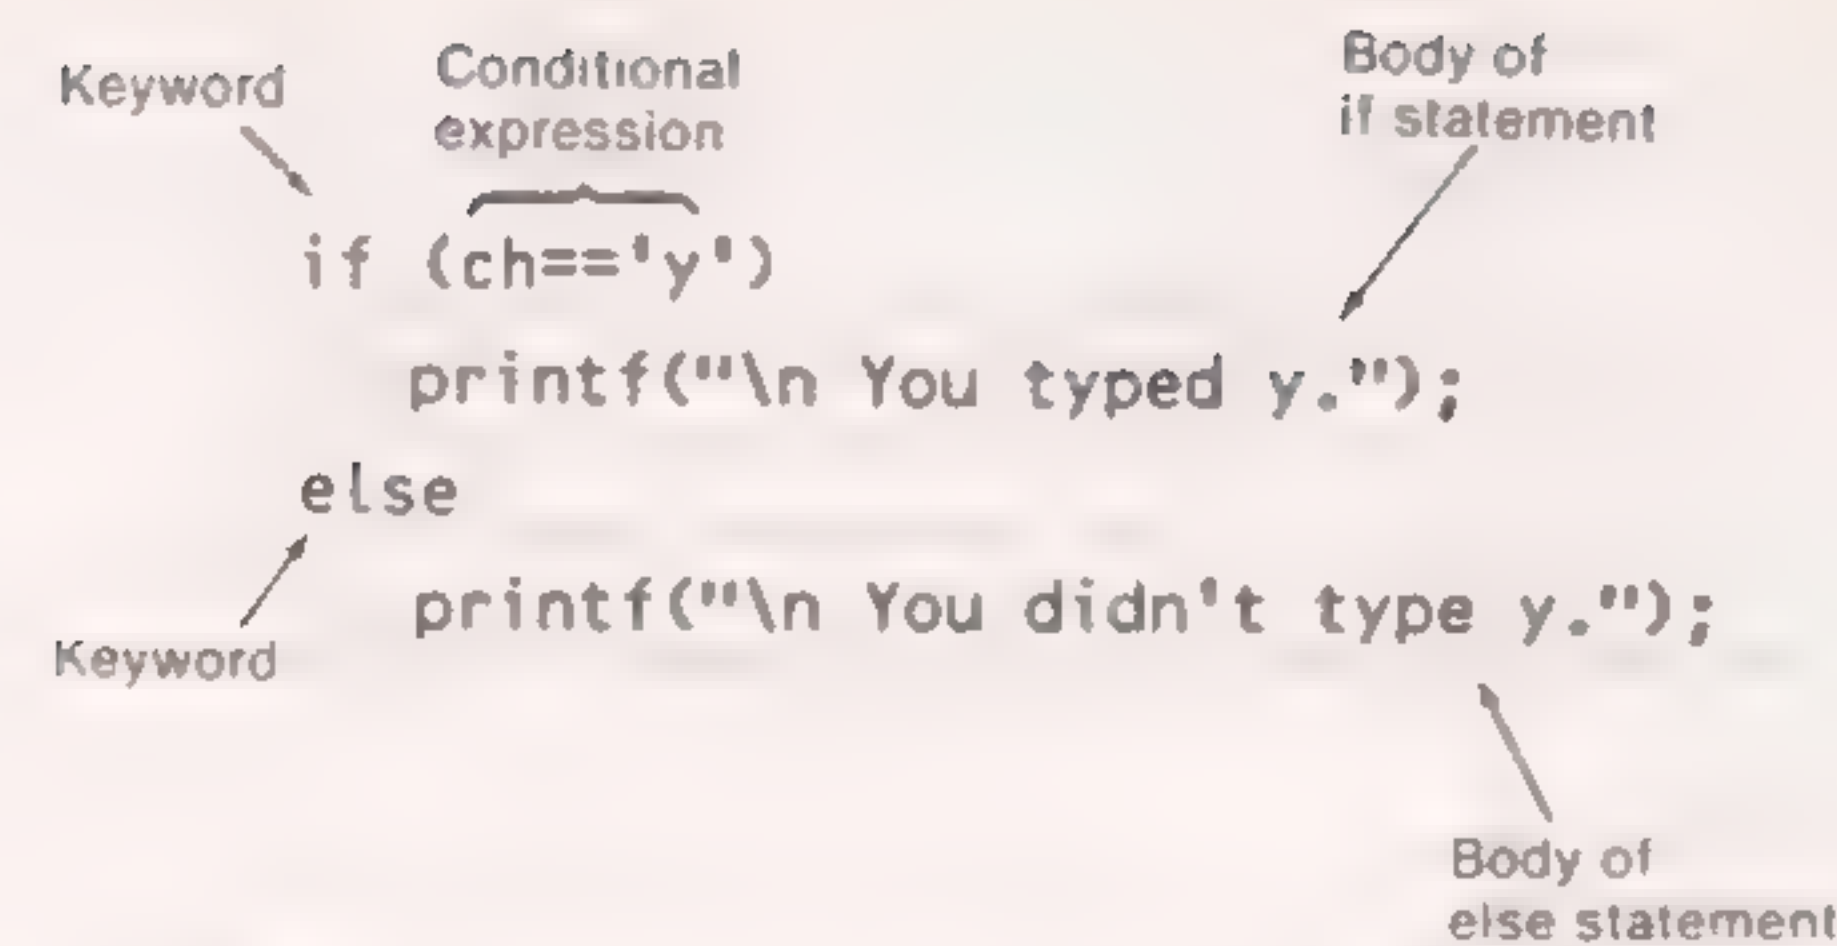 Keyword
Conditional
expression
Body of
if statement
if (ch=='y')
printf("\n You typed y.");
else
printf("\n You didn't type y.");
Keyword
Body of
else statement